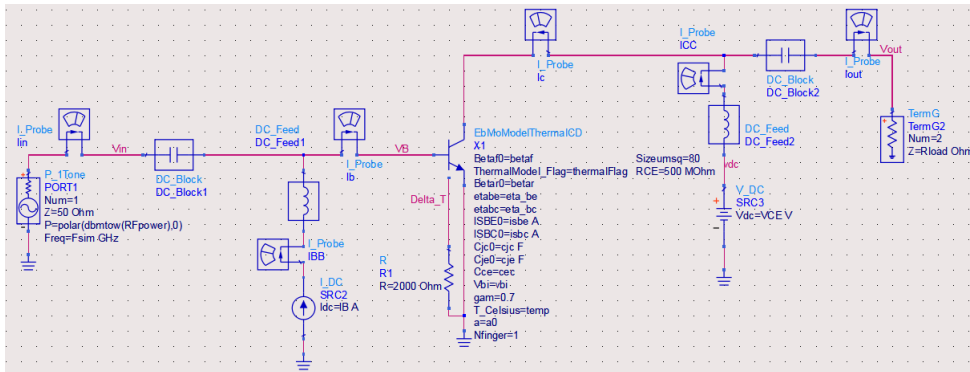 I_Probe
Iin
Vin
DC_Block
DC_Block1
DC_Feed
DC_Feed1
I_Probe
Ib
VB
P_1Tone
PORT1
Num=1
Z=50 Ohm
P=polar(dbmtow(RFpower),0)
Freq=Fsim GHz
I_Probe
IBB
I_DC
SRC2
Idc=IB A
Delta_T
R
R1
R=2000 Ohm
EbMoModelThermalCD
X1
Betaf0=betaf
ThermalModel_Flag=thermalFlag
Betar0=betar
etabe=eta_be
etabc=eta_bc
ISBE0=isbe A
ISBC0=isbc A
Cjc0=cjc F
Cje0=cje F
Cce=cec
Vbi=vbi
gam=0.7
T_Celsius=temp
a=a0
Nfinger=1
Sizeumsq=80
RCE=500 MOhm
I_Probe
Ic
I_Probe
ICC
DC_Block
DC_Block2
DC_Feed
DC_Feed2
vdc
V_DC
SRC3
Vdc=VCE V
I_Probe
Iout
Vout
TermG
TermG2
Num=2
Z=Rload Ohm